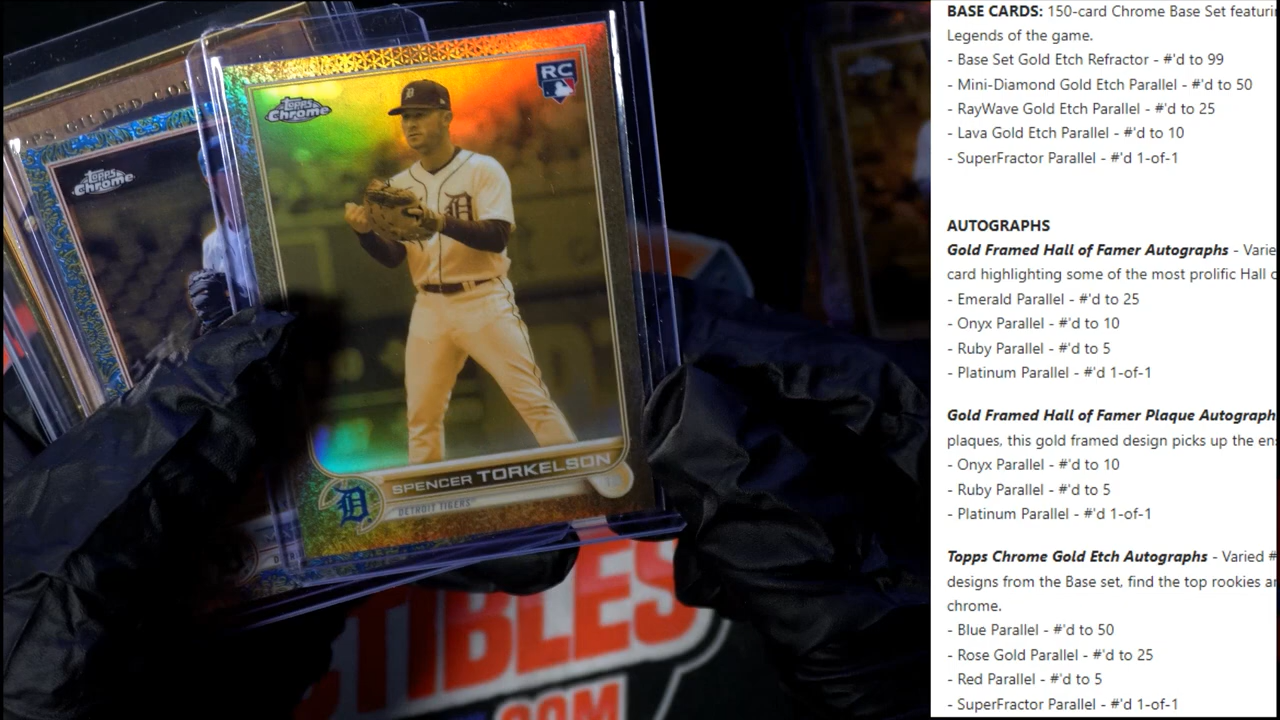 TOPPS GILDED CO
Topps
Chrome
Topps
Chrome
RC
SPENCER TORKELSON
DETROIT TIGERS
D
TIBLES
.COM
BASE CARDS: 150-card Chrome Base Set featuri
Legends of the game.
- Base Set Gold Etch Refractor - #'d to 99
- Mini-Diamond Gold Etch Parallel - #'d to 50
- RayWave Gold Etch Parallel - #'d to 25
- Lava Gold Etch Parallel - #'d to 10
- SuperFractor Parallel - #'d 1-of-1
AUTOGRAPHS
Gold Framed Hall of Famer Autographs - Varie
card highlighting some of the most prolific Hall o
- Emerald Parallel - #'d to 25
- Onyx Parallel - #'d to 10
- Ruby Parallel - #'d to 5
- Platinum Parallel - #'d 1-of-1
Gold Framed Hall of Famer Plaque Autograph
plaques, this gold framed design picks up the en
- Onyx Parallel - #'d to 10
- Ruby Parallel - #'d to 5
- Platinum Parallel - #'d 1-of-1
Topps Chrome Gold Etch Autographs - Varied #
designs from the Base set, find the top rookies a
chrome.
- Blue Parallel - #'d to 50
- Rose Gold Parallel - #'d to 25
- Red Parallel - #'d to 5
- SuperFractor Parallel - #'d 1-of-1